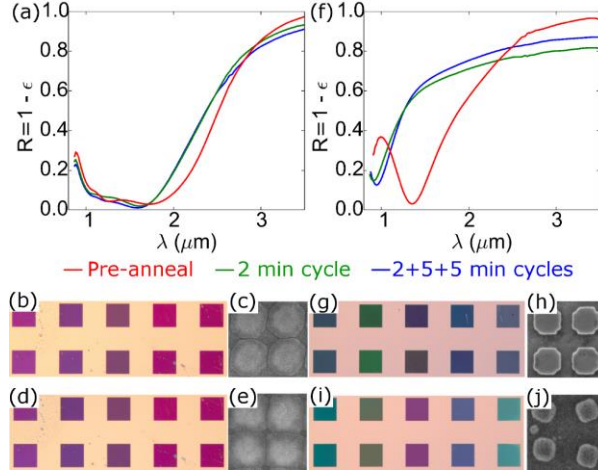 (a)
(f)
1.0
0.8
0.6
0.4
0.2
0.0
R=1 - ϵ
1
2
3
λ (μm)
1.0
0.8
0.6
0.4
0.2
0.0
R=1 - ϵ
1
2
3
λ (μm)
Pre-anneal 2 min cycle 2+5+5 min cycles
(b) (c) (g) (h)
(d) (e) (i) (j)